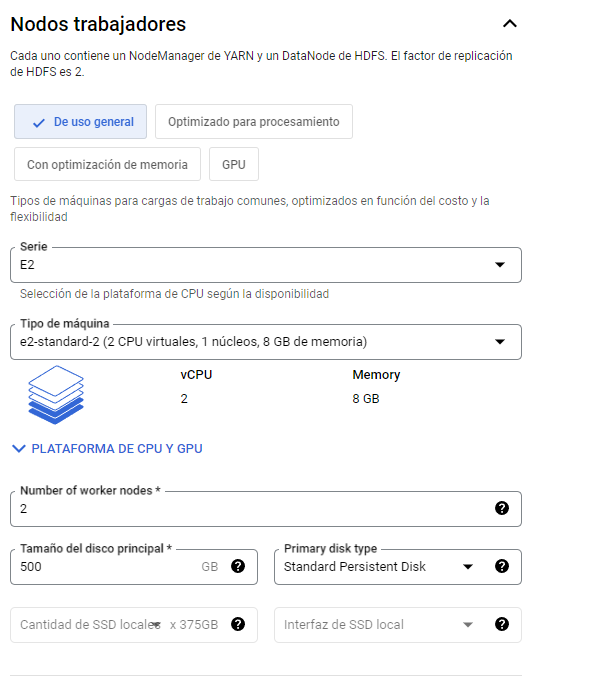 Nodos trabajadores
Cada uno contiene un NodeManager de YARN y un DataNode de HDFS. El factor de replicación
de HDFS es 2.
De uso general
Optimizado para procesamiento
Con optimización de memoria
GPU
Tipos de máquinas para cargas de trabajo comunes, optimizados en función del costo y la
flexibilidad
Serie
E2
Selección de la plataforma de CPU según la disponibilidad
Tipo de máquina
e2-standard-2 (2 CPU virtuales, 1 núcleos, 8 GB de memoria)
vCPU Memory
2 8 GB
PLATAFORMA DE CPU Y GPU
Number of worker nodes *
2
Tamaño del disco principal * Primary disk type
500 GB Standard Persistent Disk
Cantidad de SSD locales x 375GB Interfaz de SSD local